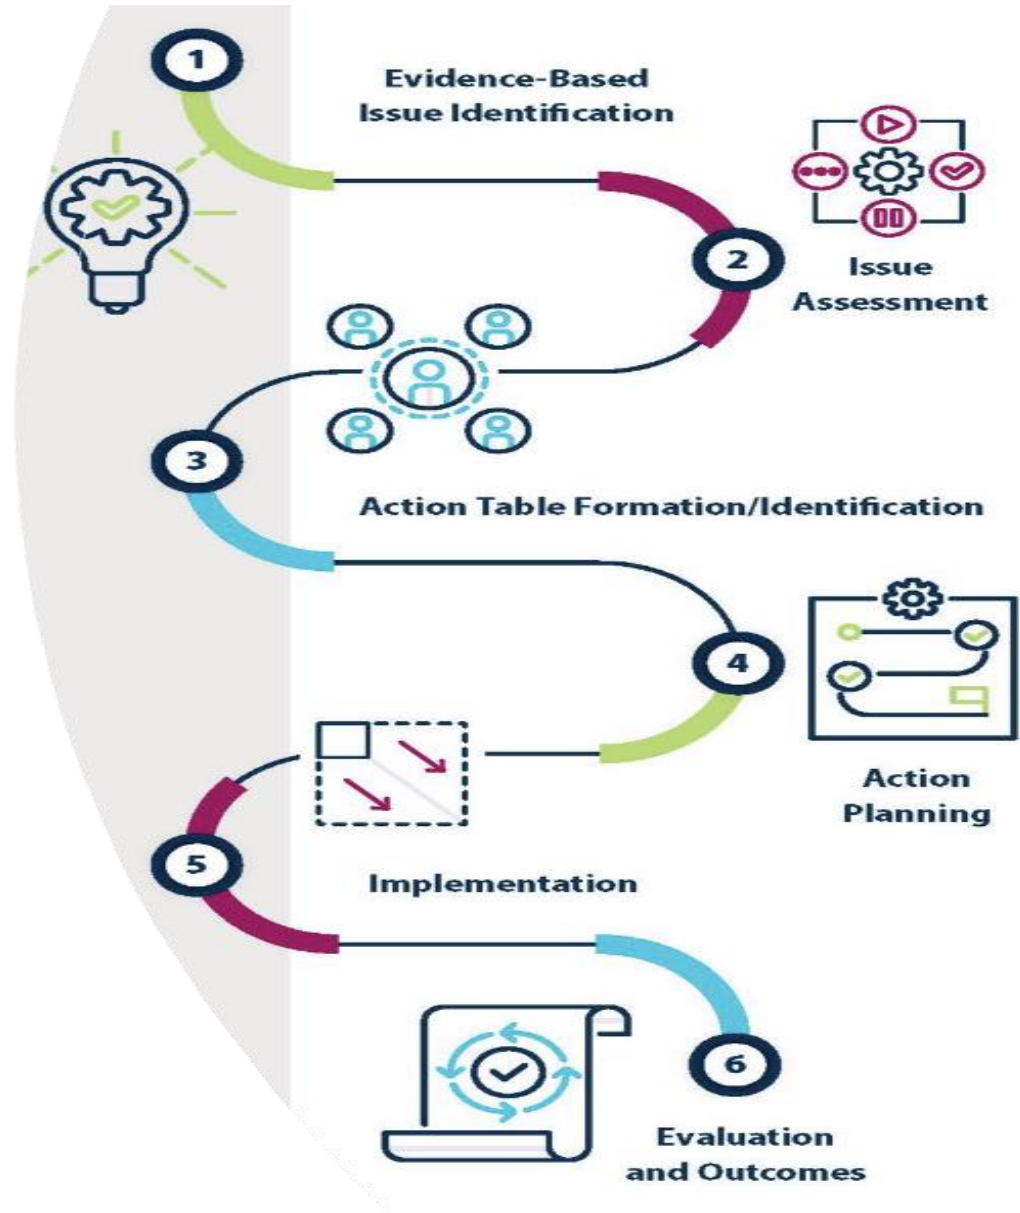 1
Evidence-Based
Issue Identification
2
Issue
Assessment
3
Action Table Formation/Identification
4
Action
Planning
5
Implementation
6
Evaluation
and Outcomes